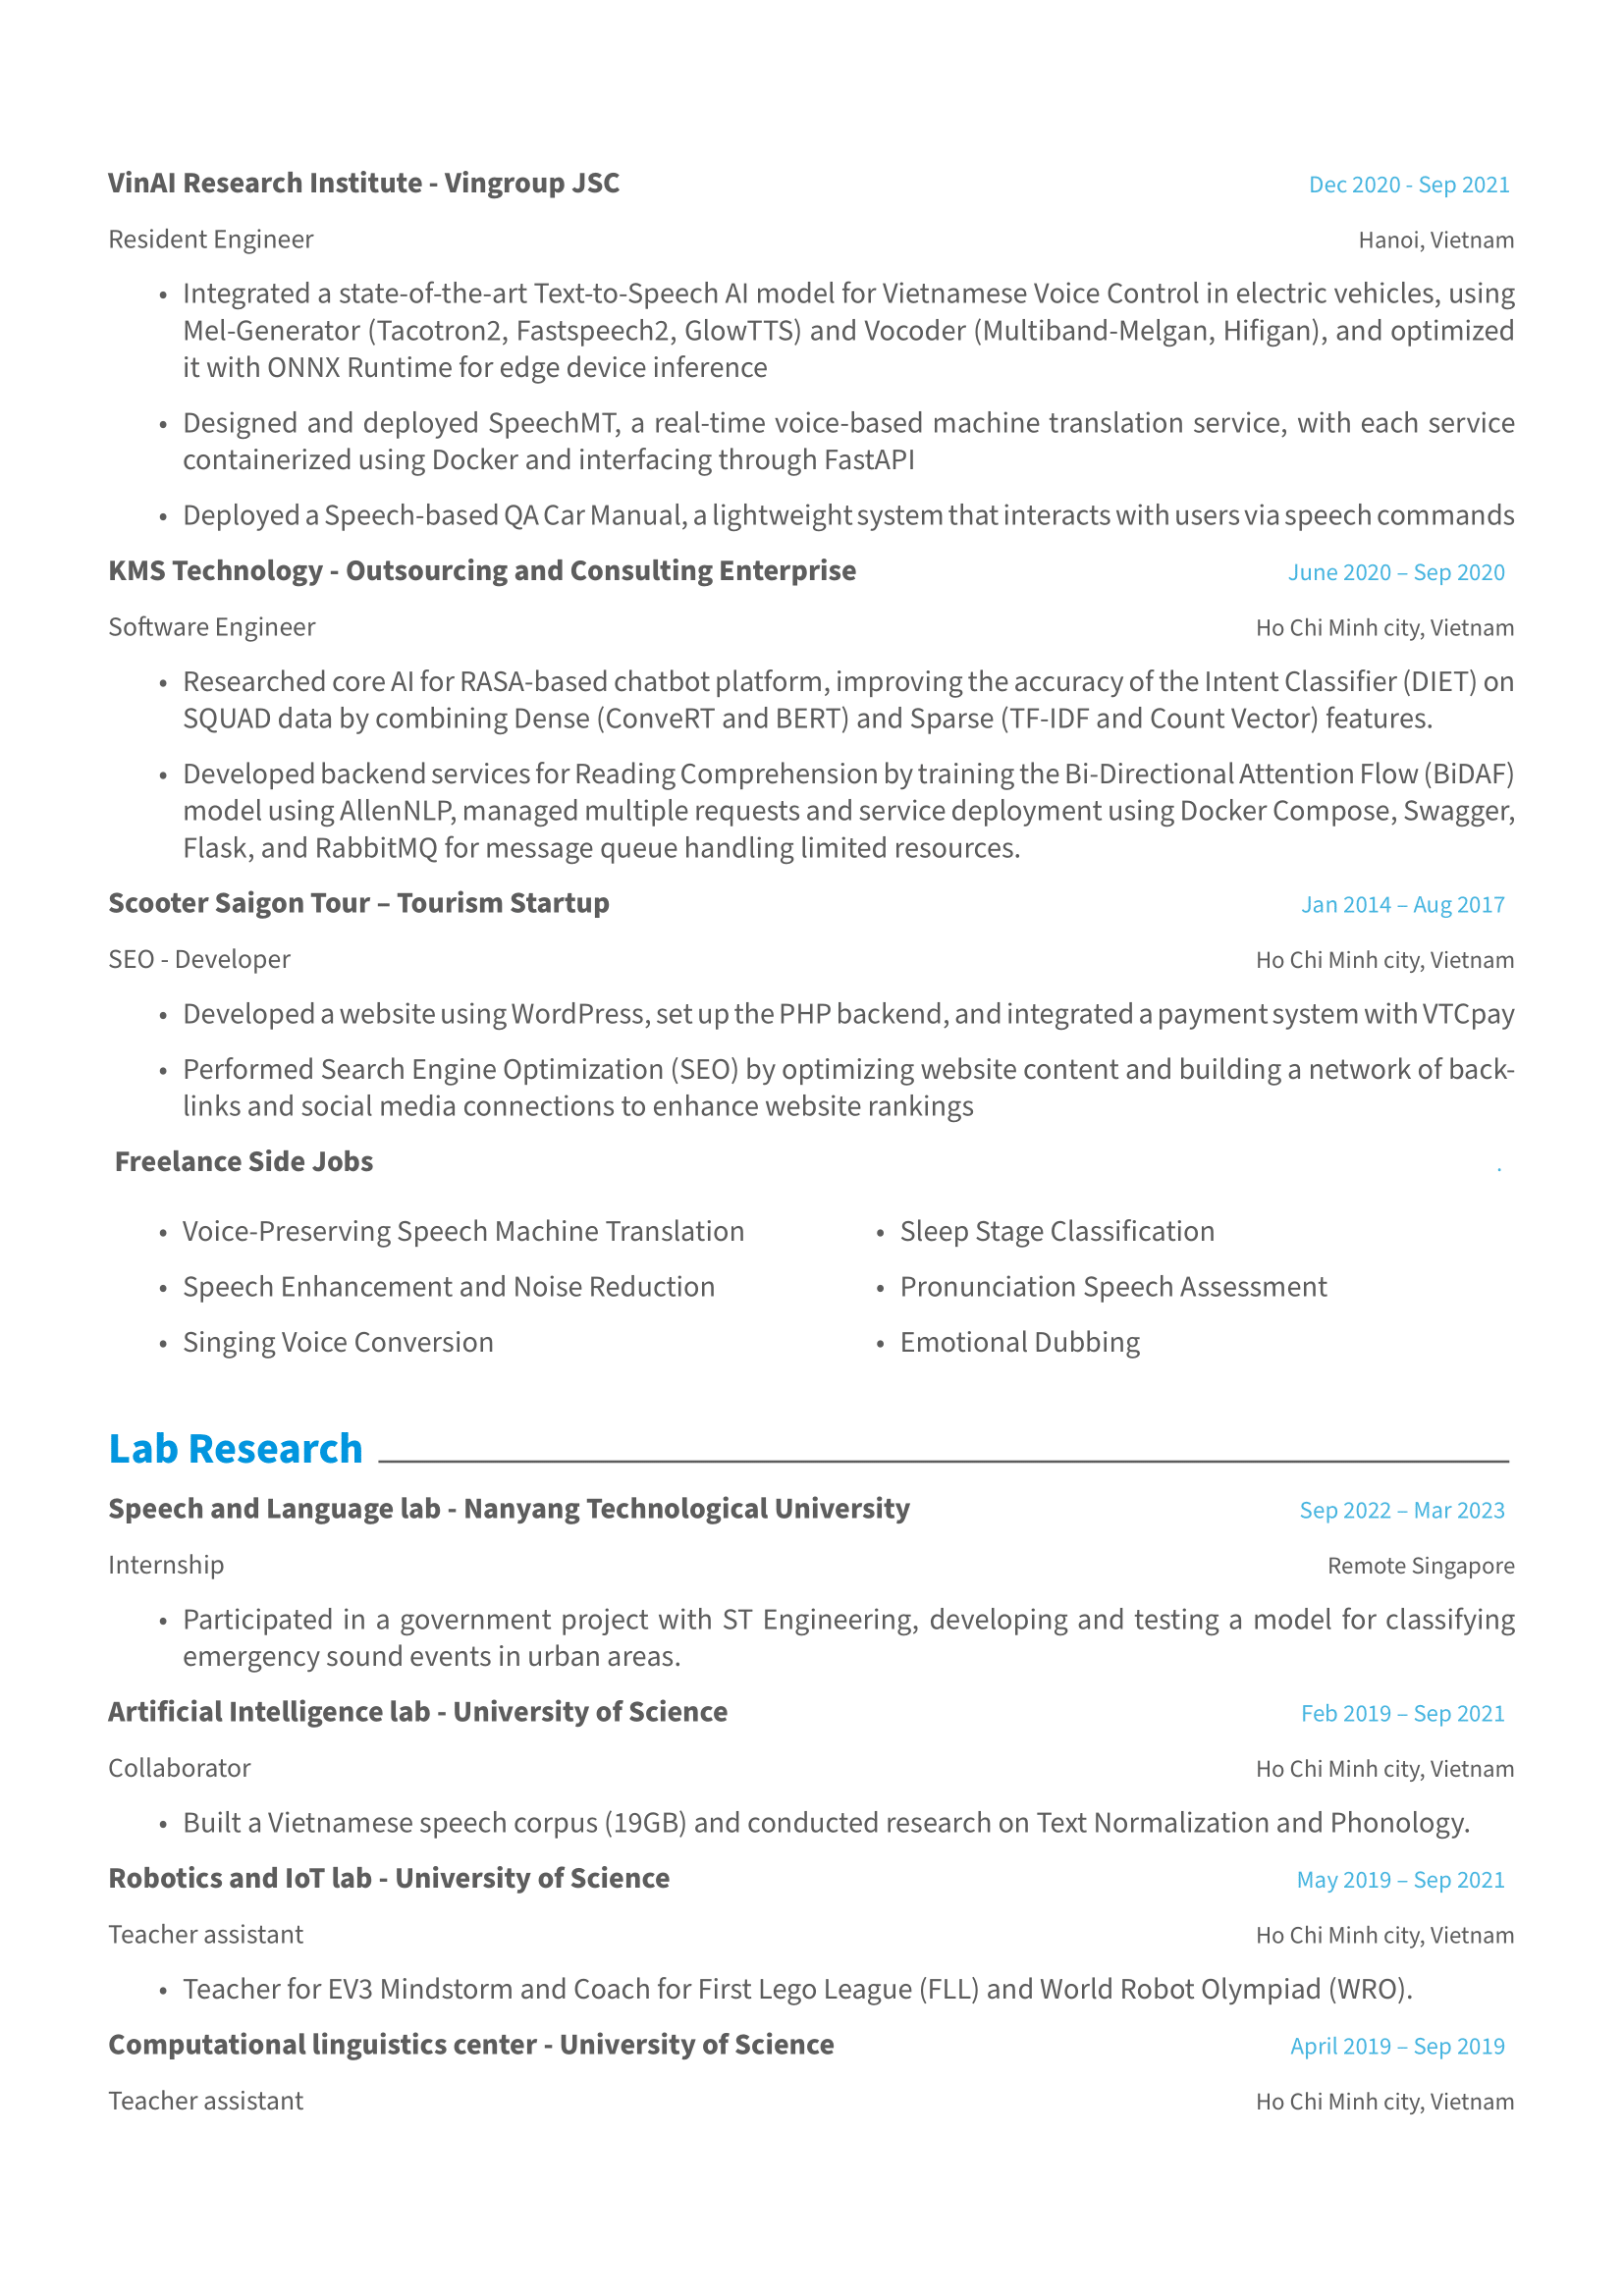 VinAI Research Institute - Vingroup JSC Dec 2020 - Sep 2021
Resident Engineer Hanoi, Vietnam
• Integrated a state-of-the-art Text-to-Speech AI model for Vietnamese Voice Control in electric vehicles, using
Mel-Generator (Tacotron2, Fastspeech2, GlowTTS) and Vocoder (Multiband-Melgan, Hifigan), and optimized
it with ONNX Runtime for edge device inference
• Designed and deployed SpeechMT, a real-time voice-based machine translation service, with each service
containerized using Docker and interfacing through FastAPI
• Deployed a Speech-based QA Car Manual, a lightweight system that interacts with users via speech commands
KMS Technology - Outsourcing and Consulting Enterprise June 2020 – Sep 2020
Software Engineer Ho Chi Minh city, Vietnam
• Researched core AI for RASA-based chatbot platform, improving the accuracy of the Intent Classifier (DIET) on
SQUAD data by combining Dense (ConveRT and BERT) and Sparse (TF-IDF and Count Vector) features.
• Developed backend services for Reading Comprehension by training the Bi-Directional Attention Flow (BiDAF)
model using AllenNLP, managed multiple requests and service deployment using Docker Compose, Swagger,
Flask, and RabbitMQ for message queue handling limited resources.
Scooter Saigon Tour – Tourism Startup Jan 2014 – Aug 2017
SEO - Developer Ho Chi Minh city, Vietnam
• Developed a website using WordPress, set up the PHP backend, and integrated a payment system with VTCpay
• Performed Search Engine Optimization (SEO) by optimizing website content and building a network of back-
links and social media connections to enhance website rankings
Freelance Side Jobs .
• Voice-Preserving Speech Machine Translation
• Speech Enhancement and Noise Reduction
• Singing Voice Conversion
• Sleep Stage Classification
• Pronunciation Speech Assessment
• Emotional Dubbing
Lab Research
Speech and Language lab - Nanyang Technological University Sep 2022 – Mar 2023
Internship Remote Singapore
• Participated in a government project with ST Engineering, developing and testing a model for classifying
emergency sound events in urban areas.
Artificial Intelligence lab - University of Science Feb 2019 – Sep 2021
Collaborator Ho Chi Minh city, Vietnam
• Built a Vietnamese speech corpus (19GB) and conducted research on Text Normalization and Phonology.
Robotics and IoT lab - University of Science May 2019 – Sep 2021
Teacher assistant Ho Chi Minh city, Vietnam
• Teacher for EV3 Mindstorm and Coach for First Lego League (FLL) and World Robot Olympiad (WRO).
Computational linguistics center - University of Science April 2019 – Sep 2019
Teacher assistant Ho Chi Minh city, Vietnam